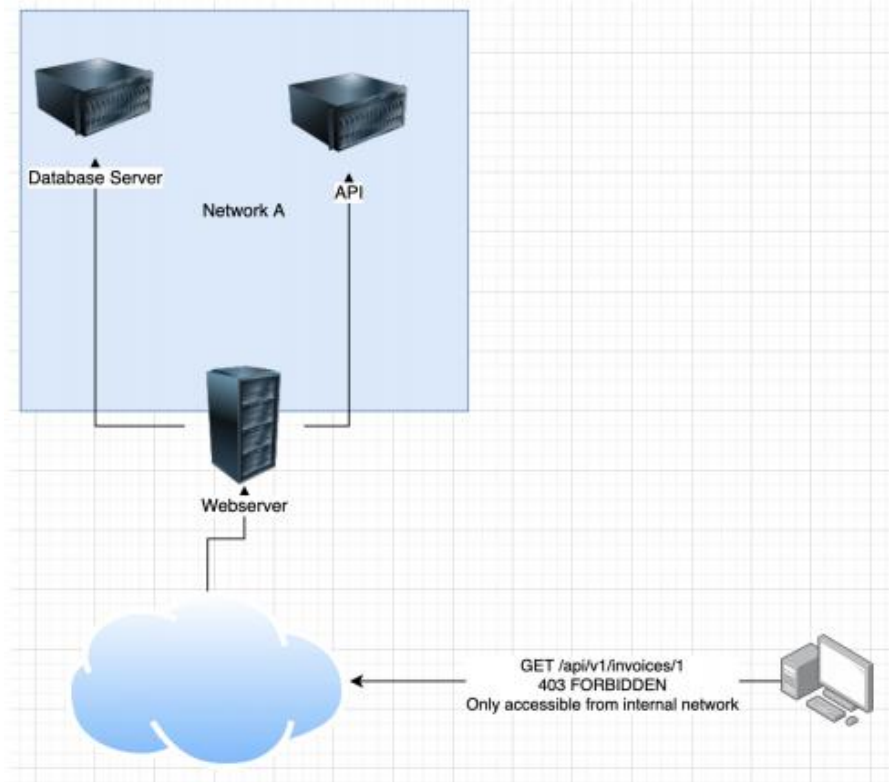 Database Server
API
Network A
Webserver
GET /api/v1/invoices/1
403 FORBIDDEN
Only accessible from internal network